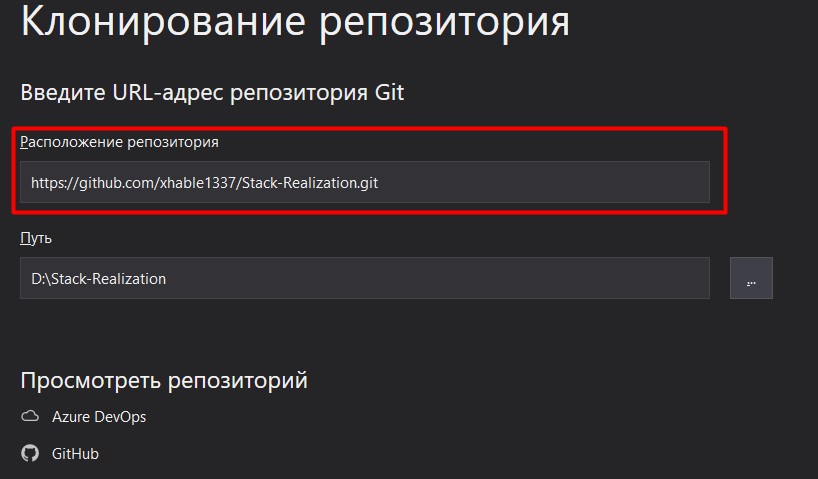 Клонирование репозитория
Введите URL-адрес репозитория Git
Расположение репозитория
https://github.com/xhable1337/Stack-Realization.git
Путь
D:\Stack-Realization
...
Просмотреть репозиторий
Azure DevOps
GitHub